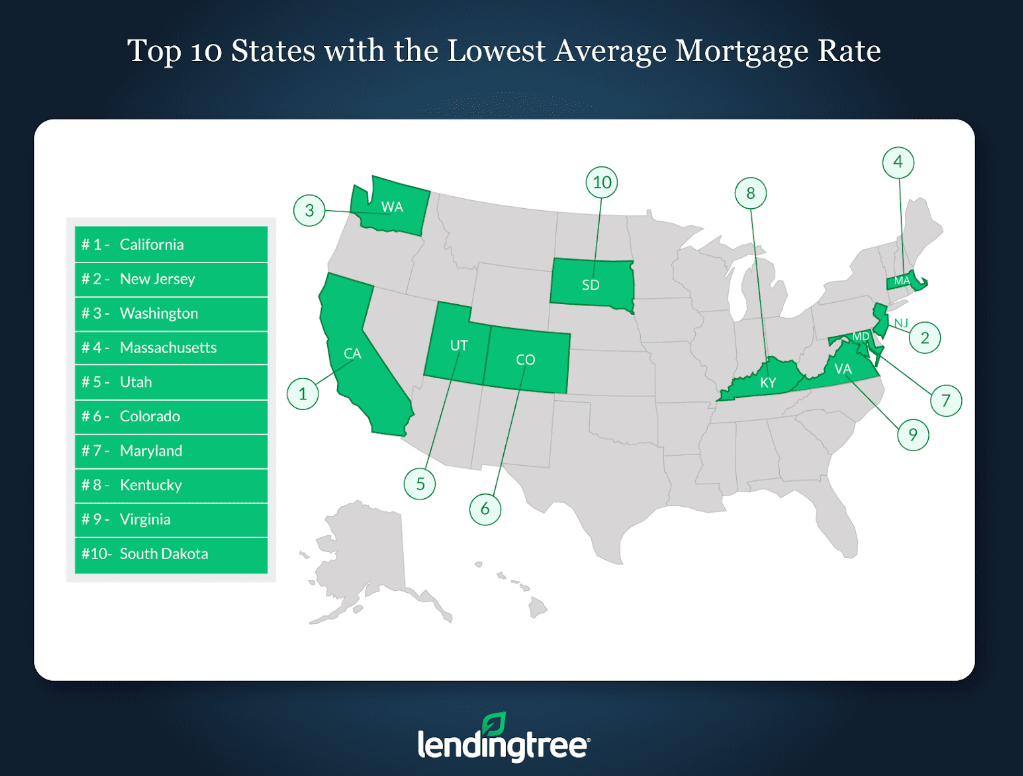 Top 10 States with the Lowest Average Mortgage Rate
# 1 - California
# 2 - New Jersey
# 3 - Washington
# 4 - Massachusetts
# 5 - Utah
# 6 - Colorado
# 7 - Maryland
# 8 - Kentucky
# 9 - Virginia
#10- South Dakota
4
10
8
3
WA
MA
SD
NJ
2
MD
UT
CA
CO
VA
KY
1
7
9
5
6
lendingtree